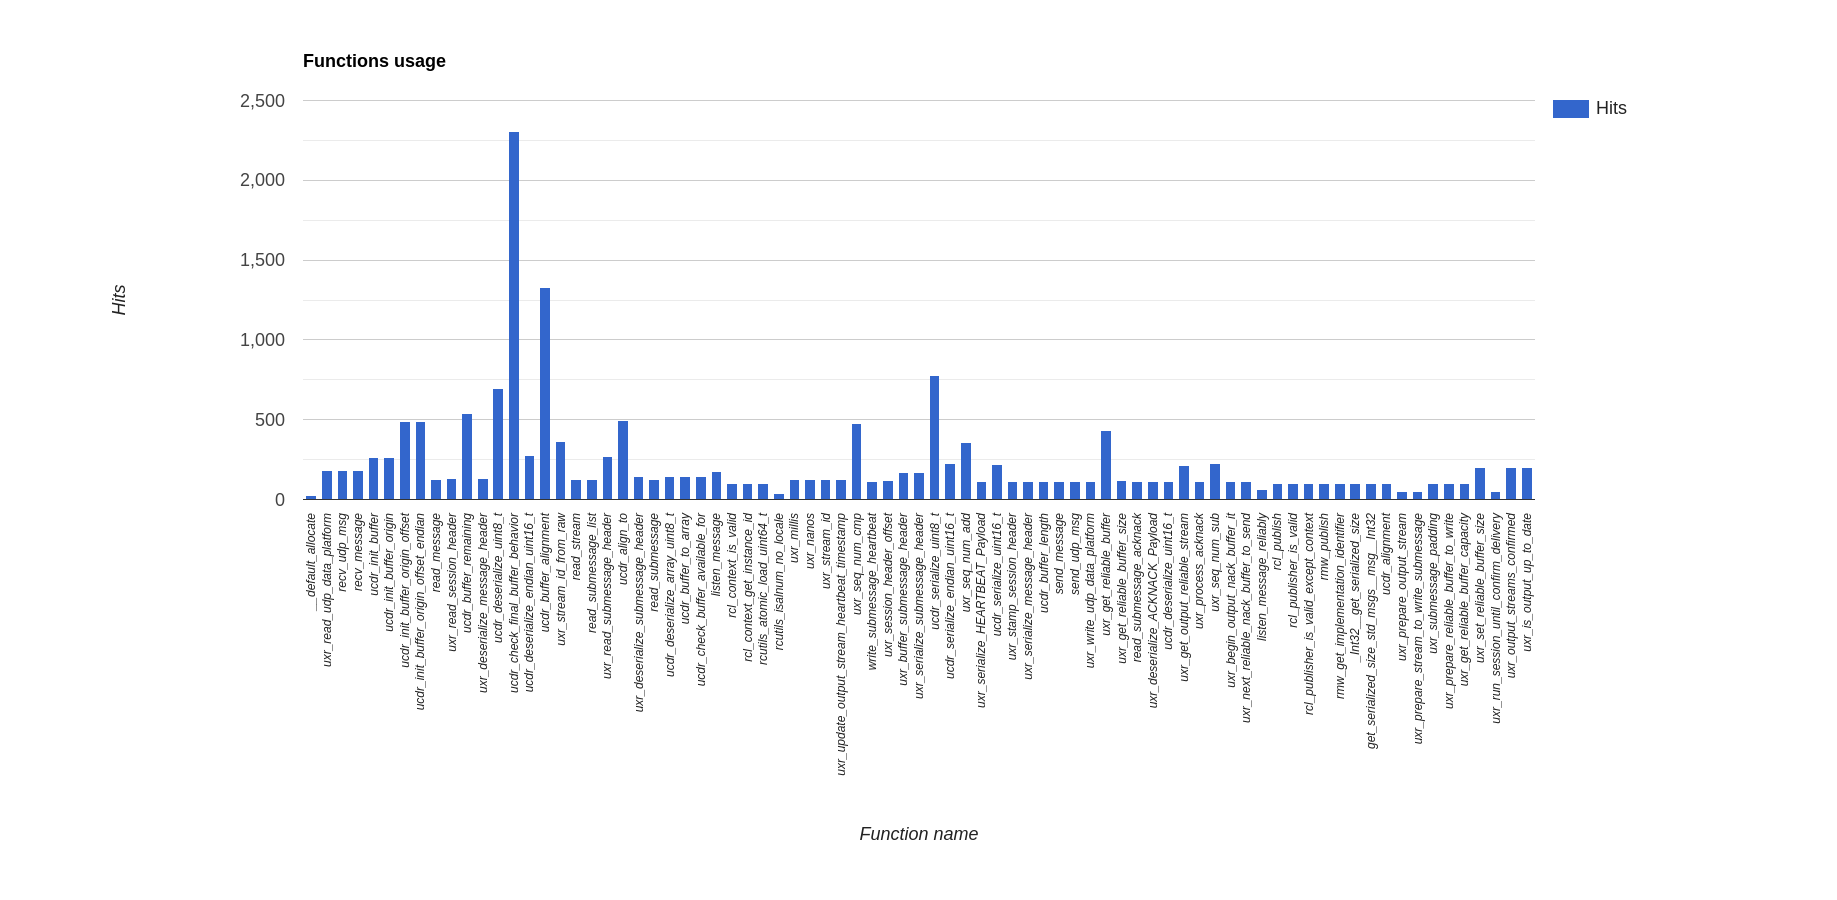 Functions usage
2,500
2,000
1,500
1,000
500
0
Hits
Hits
__default_allocate
uxr_read_udp_data_platform
recv_udp_msg
recv_message
ucdr_init_buffer
ucdr_init_buffer_origin
ucdr_init_buffer_origin_offset
ucdr_init_buffer_origin_offset_endian
read_message
uxr_read_session_header
ucdr_buffer_remaining
uxr_deserialize_message_header
ucdr_deserialize_uint8_t
ucdr_check_final_buffer_behavior
ucdr_deserialize_endian_uint16_t
ucdr_buffer_alignment
uxr_stream_id_from_raw
read_stream
read_submessage_list
uxr_read_submessage_header
ucdr_align_to
uxr_deserialize_submessage_header
read_submessage
ucdr_deserialize_array_uint8_t
ucdr_buffer_to_array
ucdr_check_buffer_available_for
listen_message
rcl_context_is_valid
rcl_context_get_instance_id
rcutils_atomic_load_uint64_t
rcutils_isalnum_no_locale
uxr_millis
uxr_nanos
uxr_stream_id
uxr_update_output_stream_heartbeat_timestamp
uxr_seq_num_cmp
write_submessage_heartbeat
uxr_session_header_offset
uxr_buffer_submessage_header
uxr_serialize_submessage_header
ucdr_serialize_uint8_t
ucdr_serialize_endian_uint16_t
uxr_seq_num_add
uxr_serialize_HEARTBEAT_Payload
ucdr_serialize_uint16_t
uxr_stamp_session_header
uxr_serialize_message_header
ucdr_buffer_length
send_message
send_udp_msg
uxr_write_udp_data_platform
uxr_get_reliable_buffer
uxr_get_reliable_buffer_size
read_submessage_acknack
uxr_deserialize_ACKNACK_Payload
ucdr_deserialize_uint16_t
uxr_get_output_reliable_stream
uxr_process_acknack
uxr_seq_num_sub
uxr_begin_output_nack_buffer_it
uxr_next_reliable_nack_buffer_to_send
listen_message_reliably
rcl_publish
rcl_publisher_is_valid
rcl_publisher_is_valid_except_context
rmw_publish
rmw_get_implementation_identifier
_Int32__get_serialized_size
get_serialized_size_std_msgs__msg__Int32
ucdr_alignment
uxr_prepare_output_stream
uxr_prepare_stream_to_write_submessage
uxr_submessage_padding
uxr_prepare_reliable_buffer_to_write
uxr_get_reliable_buffer_capacity
uxr_set_reliable_buffer_size
uxr_run_session_until_confirm_delivery
uxr_output_streams_confirmed
uxr_is_output_up_to_date
Function name